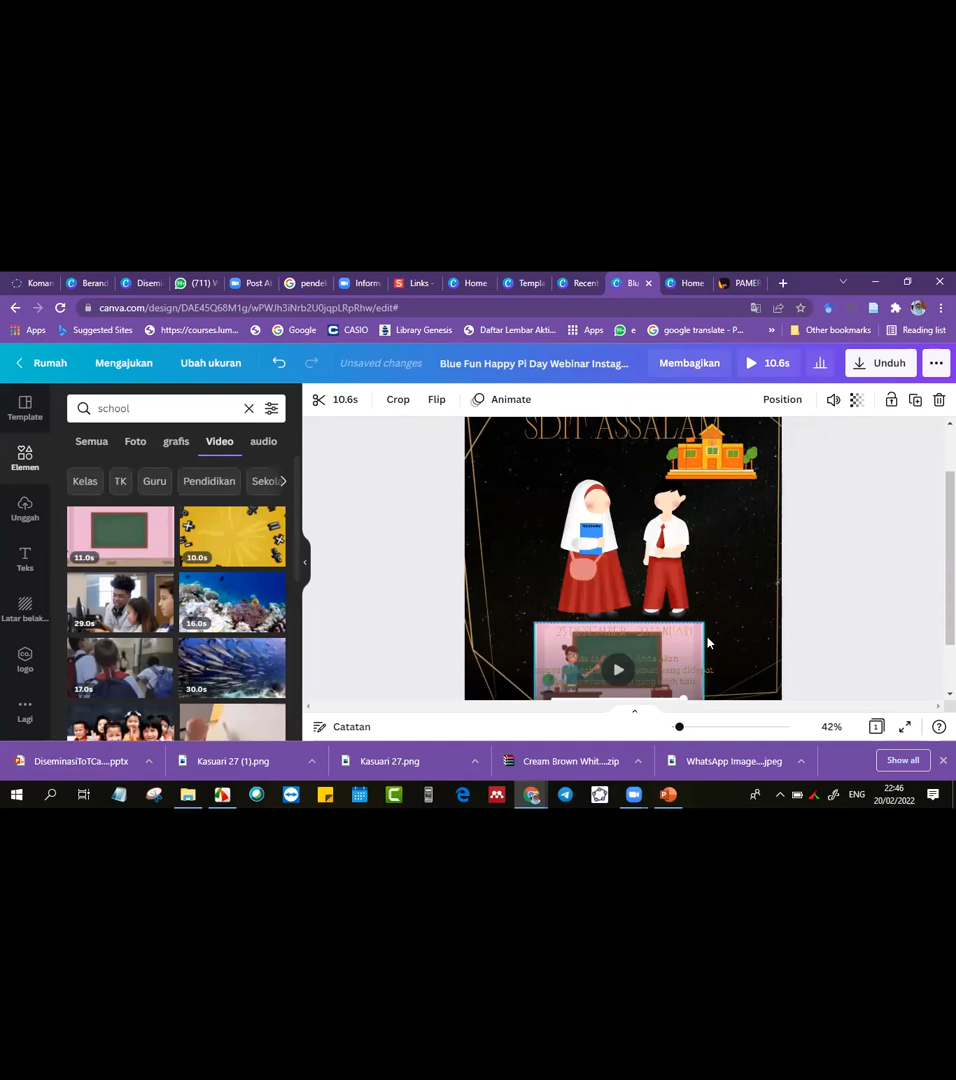 Koman
Berand
Disemi
(711) W
Post At
pendel
Inform
Links -
Home
Templa
Recent
Blu
Home
PAMER
canva.com/design/DAE45Q68M1g/wPWJh3iNrb2U0jqpLRpRhw/edit#
Apps
Suggested Sites
https://courses.lum...
Google
CASIO
Library Genesis
Daftar Lembar Akti...
Apps
e
google translate - P...
»
Other bookmarks
Reading list
Rumah
Mengajukan
Ubah ukuran
Unsaved changes
Blue Fun Happy Pi Day Webinar Instag...
Membagikan
10.6s
Unduh
school
10.6s
Crop
Flip
Animate
Position
Template
Elemen
Unggah
Teks
Latar belak...
logo
Lagi
Semua
Foto
grafis
Video
audio
Kelas
TK
Guru
Pendidikan
Sekola
11.0s
10.0s
29.0s
16.0s
17.0s
30.0s
SDIT ASSALAM
Catatan
42%
1
DiseminasiToTCa....pptx
Kasuari 27 (1).png
Kasuari 27.png
Cream Brown Whit....zip
WhatsApp Image....jpeg
Show all
ENG
22:46
20/02/2022